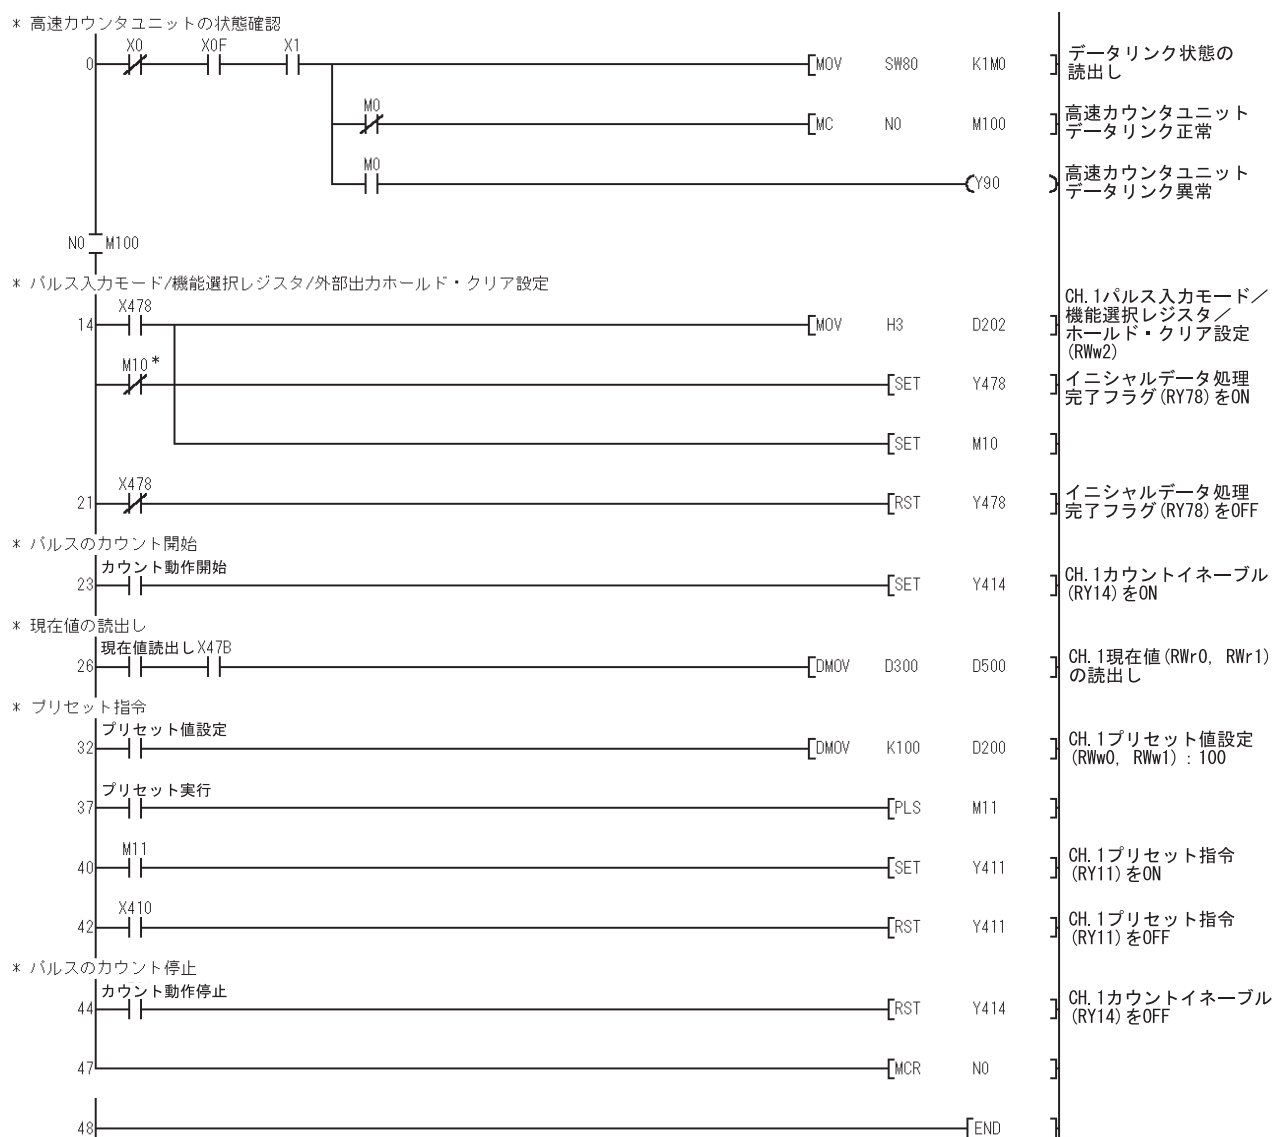 * 高速カウンタユニットの状態確認
X0 X0F X1
0 MOV SW80 K1M0 データリンク状態の
読出し
M0
MC N0 M100 高速カウンタユニット
データリンク正常
M0
Y90 高速カウンタユニット
データリンク異常
N0 M100
* パルス入力モード/機能選択レジスタ/外部出力ホールド・クリア設定
X478
14 MOV H3 D202 CH.1パルス入力モード／
機能選択レジスタ／
ホールド・クリア設定
(RWw2)
M10*
SET Y478 イニシャルデータ処理
完了フラグ(RY78)をON
SET M10
X478
21 RST Y478 イニシャルデータ処理
完了フラグ(RY78)をOFF
* パルスのカウント開始
カウント動作開始
23 SET Y414 CH.1カウントイネーブル
(RY14)をON
* 現在値の読出し
現在値読出し X47B
26 DMOV D300 D500 CH.1現在値(RWr0, RWr1)
の読出し
* プリセット指令
プリセット値設定
32 DMOV K100 D200 CH.1プリセット値設定
(RWw0, RWw1)：100
プリセット実行
37 PLS M11
M11
40 SET Y411 CH.1プリセット指令
(RY11)をON
X410
42 RST Y411 CH.1プリセット指令
(RY11)をOFF
* パルスのカウント停止
カウント動作停止
44 RST Y414 CH.1カウントイネーブル
(RY14)をOFF
47 MCR N0
48 END